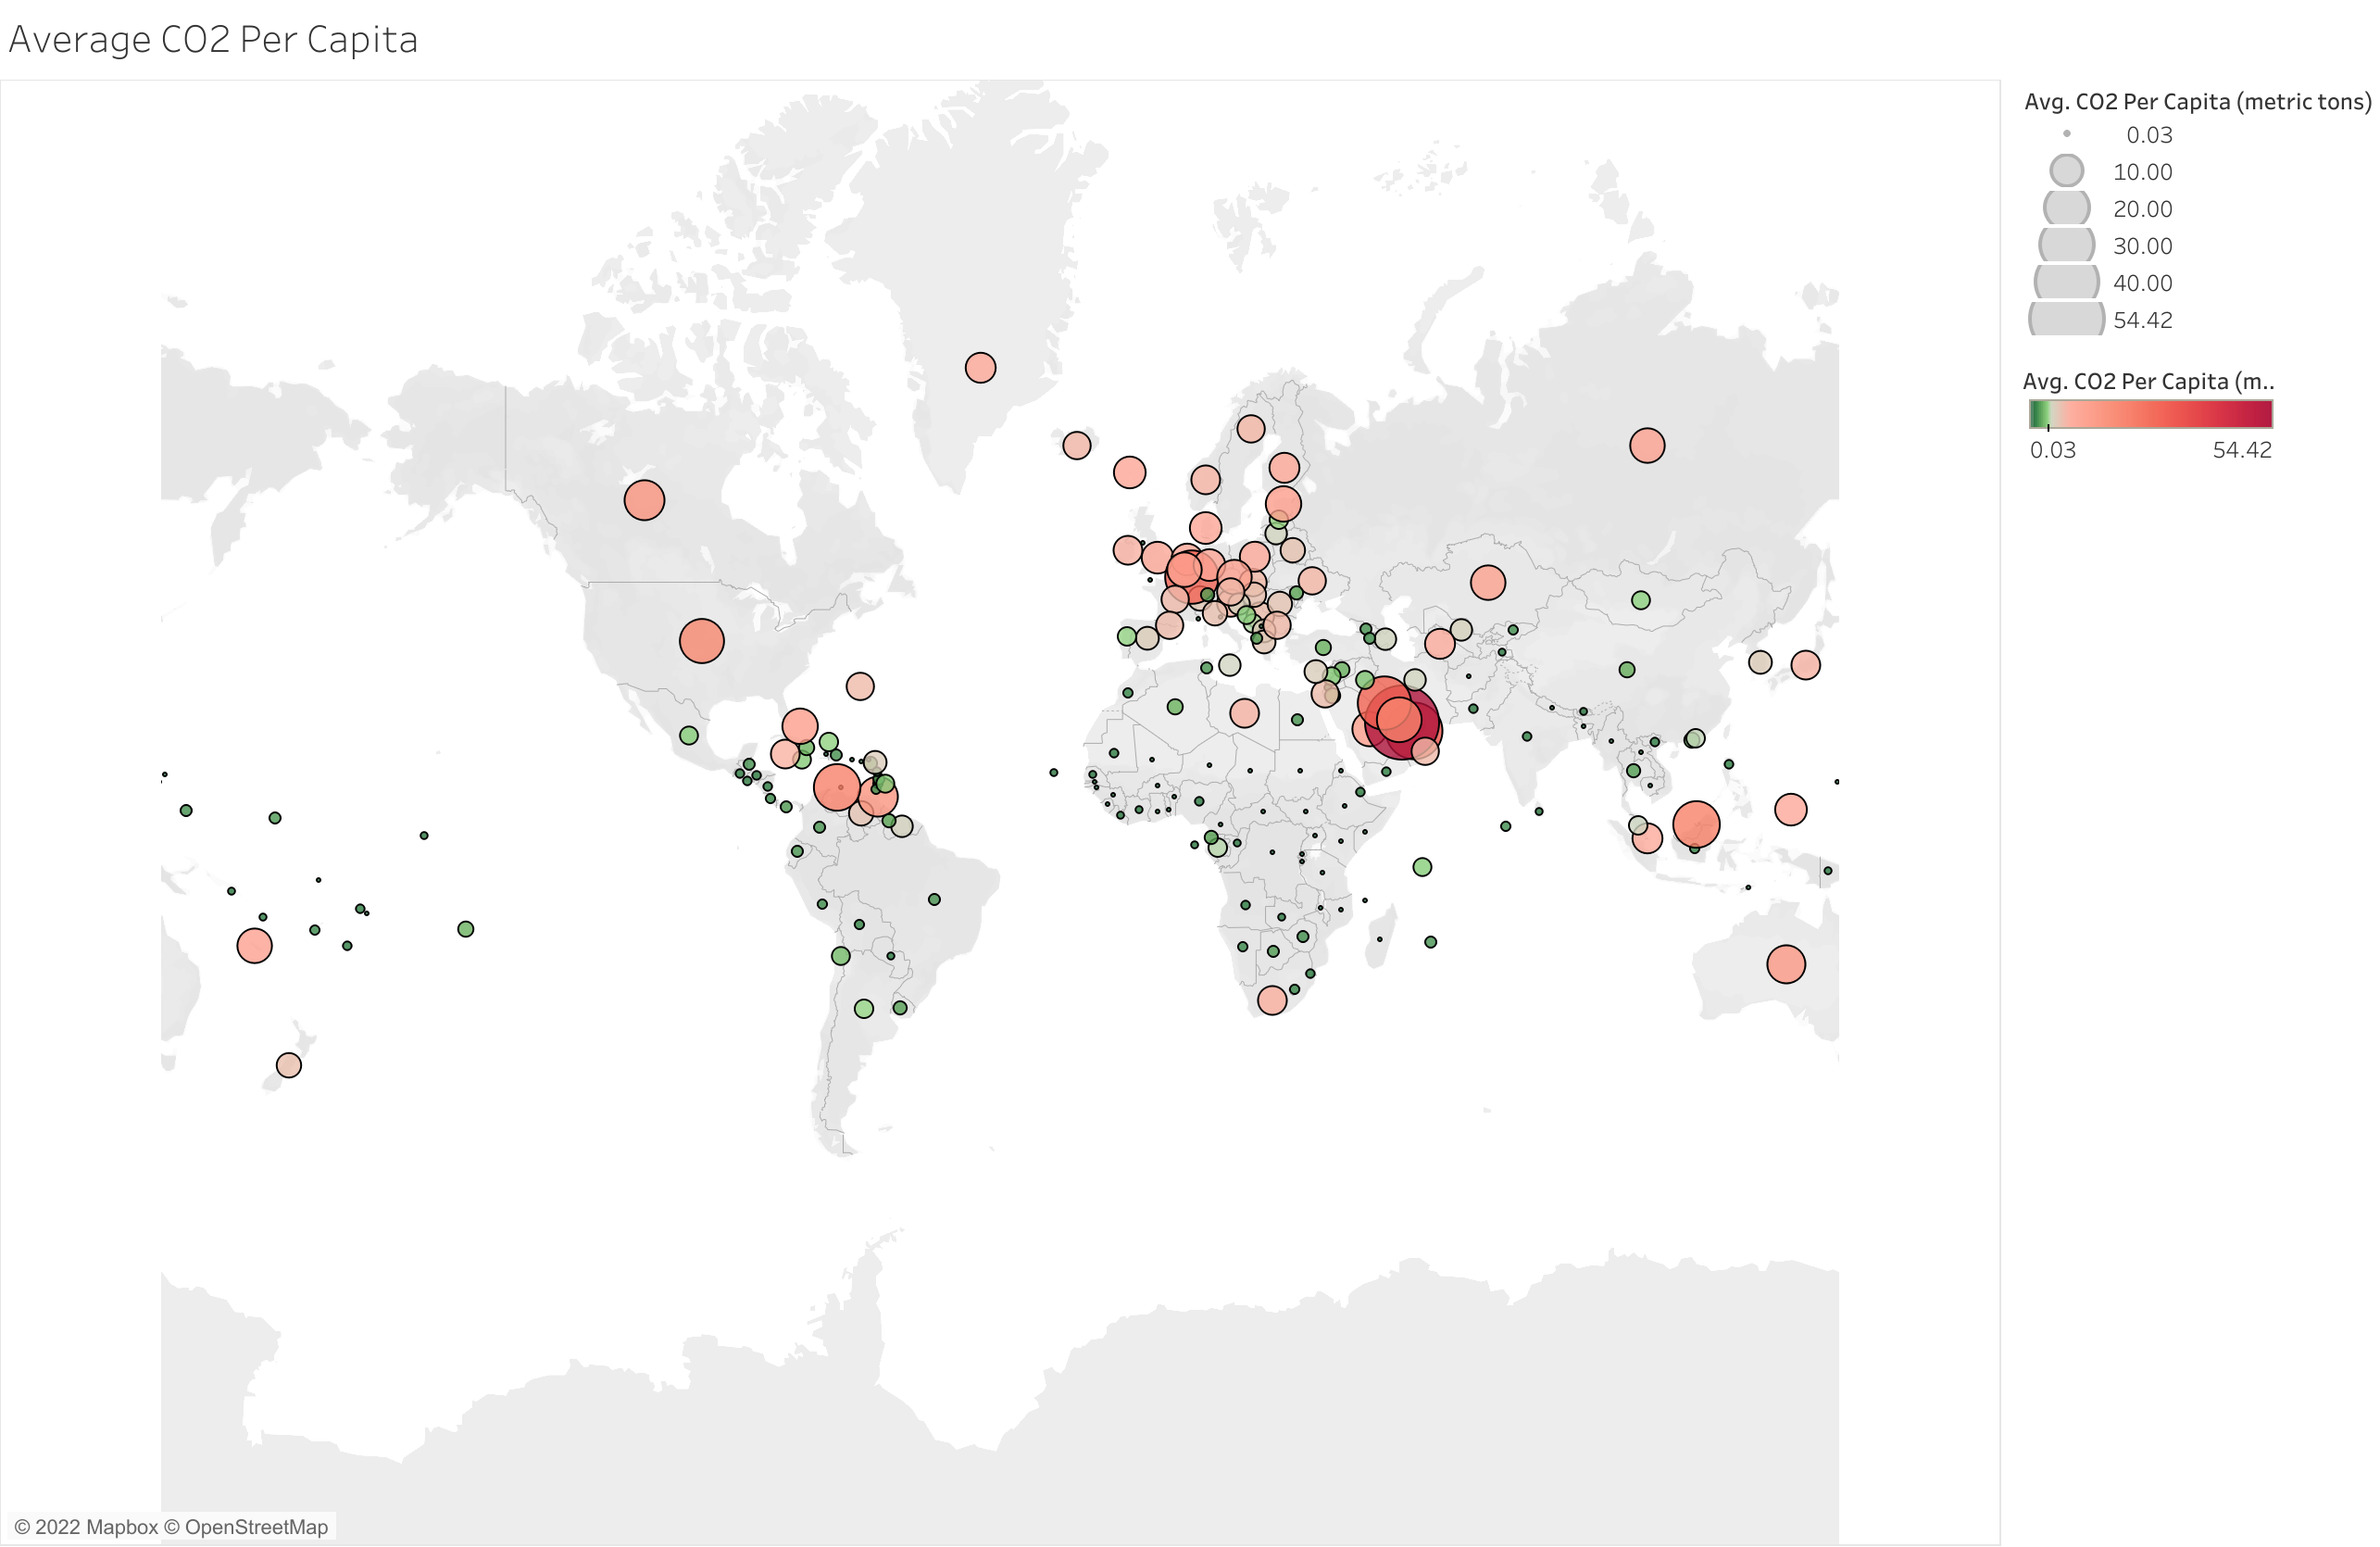 Average CO2 Per Capita
Avg. CO2 Per Capita (metric tons)
0.03
10.00
20.00
30.00
40.00
54.42
Avg. CO2 Per Capita (m..
0.03 54.42
© 2022 Mapbox © OpenStreetMap